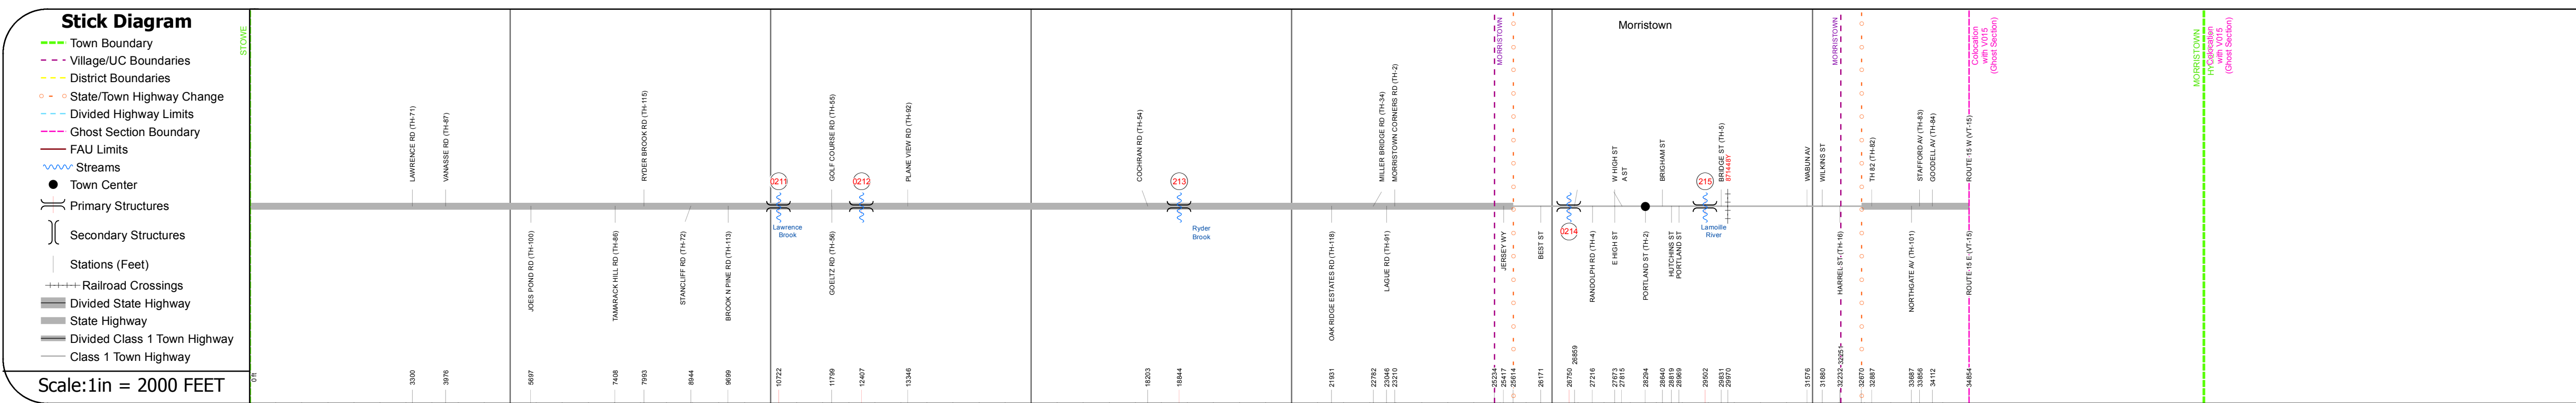 Stick Diagram
Town Boundary
Village/UC Boundaries
District Boundaries
State/Town Highway Change
Divided Highway Limits
Ghost Section Boundary
FAU Limits
Streams
Town Center
Primary Structures
Secondary Structures
Stations (Feet)
Railroad Crossings
Divided State Highway
State Highway
Divided Class 1 Town Highway
Class 1 Town Highway
Scale:1in = 2000 FEET
STOWE
MORRISTOWN
Morristown
MORRISTOWN
Colocation
with V015
(Ghost Section)
MORRISTOWN
Colocation
with V015
(Ghost Section)
LAWRENCE RD (TH-71)
VANASSE RD (TH-87)
RYDER BROOK RD (TH-115)
GOLF COURSE RD (TH-55)
PLANE VIEW RD (TH-92)
COCHRAN RD (TH-54)
MILLER BRIDGE RD (TH-34)
MORRISTOWN CORNERS RD (TH-2)
W HIGH ST
A ST
BRIGHAM ST
BRIDGE ST (TH-5)
871448Y
WABUN AV
WILKINS ST
TH 82 (TH-82)
STAFFORD AV (TH-83)
GOODELL AV (TH-84)
ROUTE 15 W (VT-15)
0211
0212
213
215
0214
Lawrence
Brook
Ryder
Brook
Lamoille
River
JOES POND RD (TH-100)
TAMARACK HILL RD (TH-86)
STANCLIFF RD (TH-72)
BROOK N PINE RD (TH-113)
GOELTZ RD (TH-56)
OAK RIDGE ESTATES RD (TH-118)
LAGUE RD (TH-91)
JERSEY WY
BEST ST
RANDOLPH RD (TH-4)
E HIGH ST
PORTLAND ST (TH-2)
HUTCHINS ST
PORTLAND ST
HARREL ST (TH-16)
NORTHGATE AV (TH-101)
ROUTE 15 E (VT-15)
0 ft
3300
3976
5697
7408
7993
8944
9699
10722
11799
12407
13346
18203
18844
21931
22782
23046
23210
25234
25417
25614
26171
26750
26859
27216
27673
27815
28294
28640
28819
28969
29502
29831
29970
31576
31880
32232
32251
32670
32887
33687
33856
34112
34854